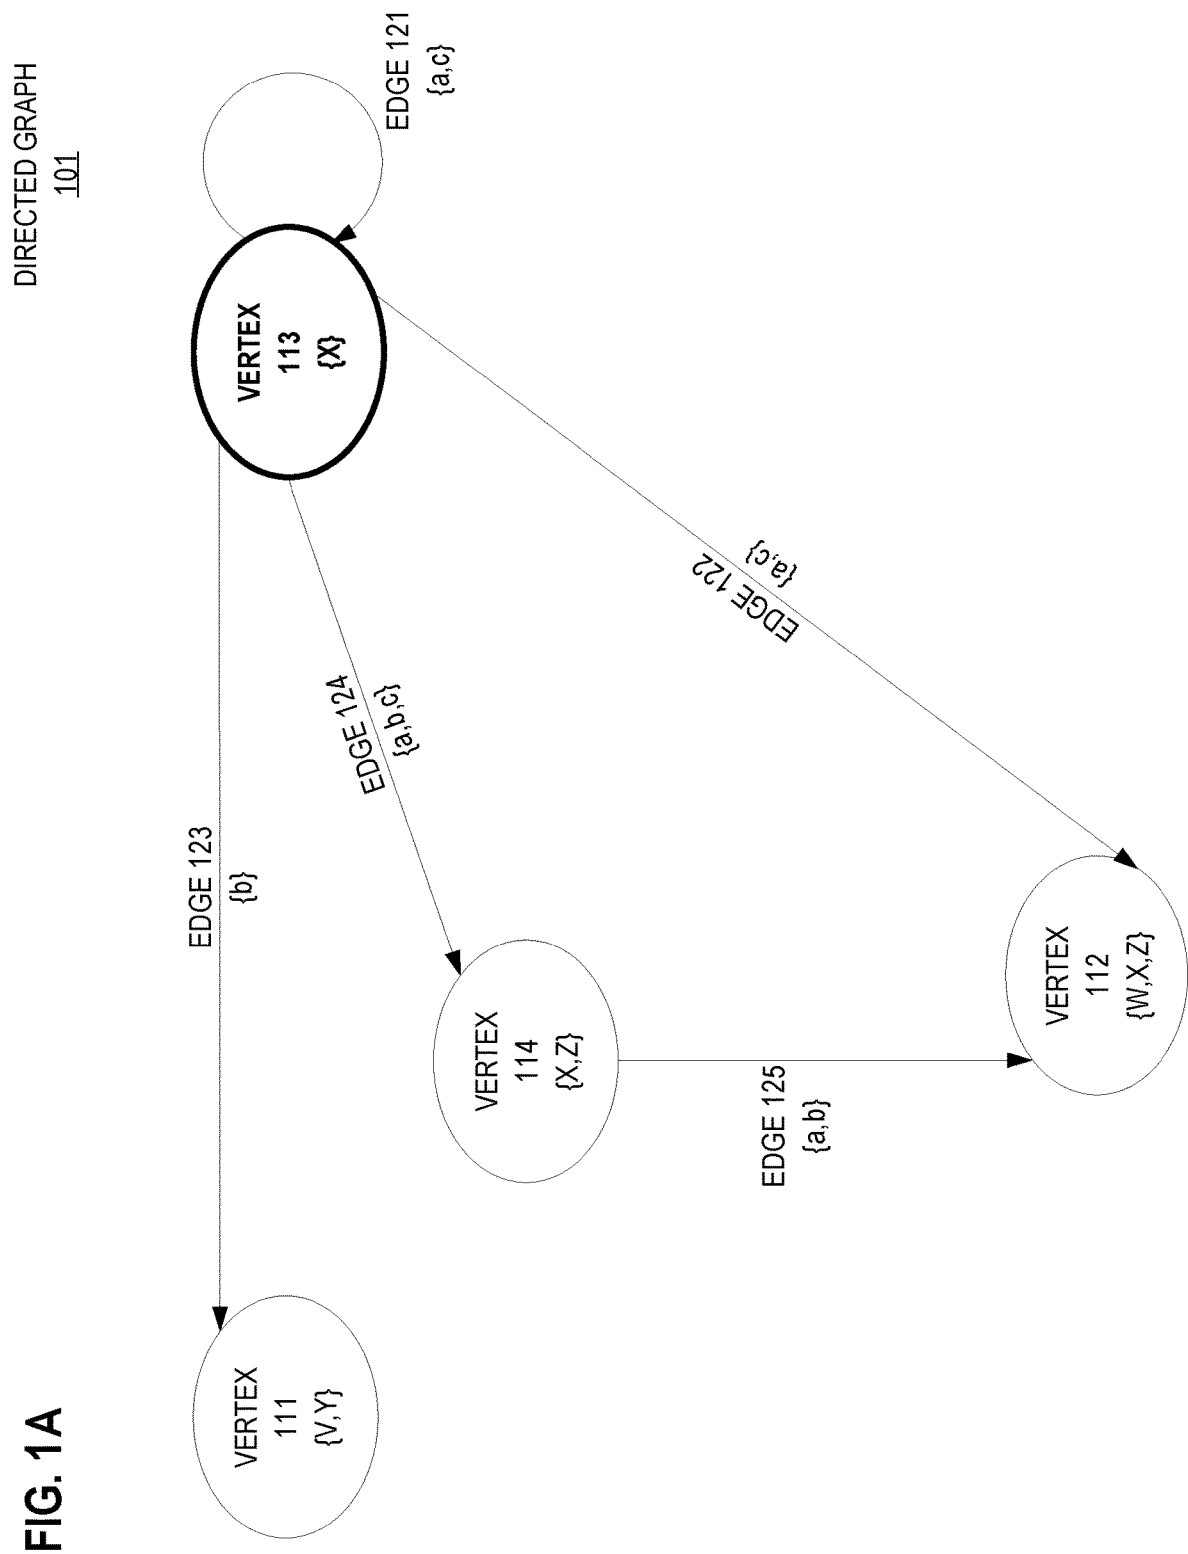 FIG. 1A
DIRECTED GRAPH
101
VERTEX
111
{V,Y}
EDGE 123
{b}
VERTEX
113
{X}
EDGE 121
{a,c}
EDGE 124
{a,b,c}
VERTEX
114
{X,Z}
EDGE 122
{a,c}
EDGE 125
{a,b}
VERTEX
112
{W,X,Z}